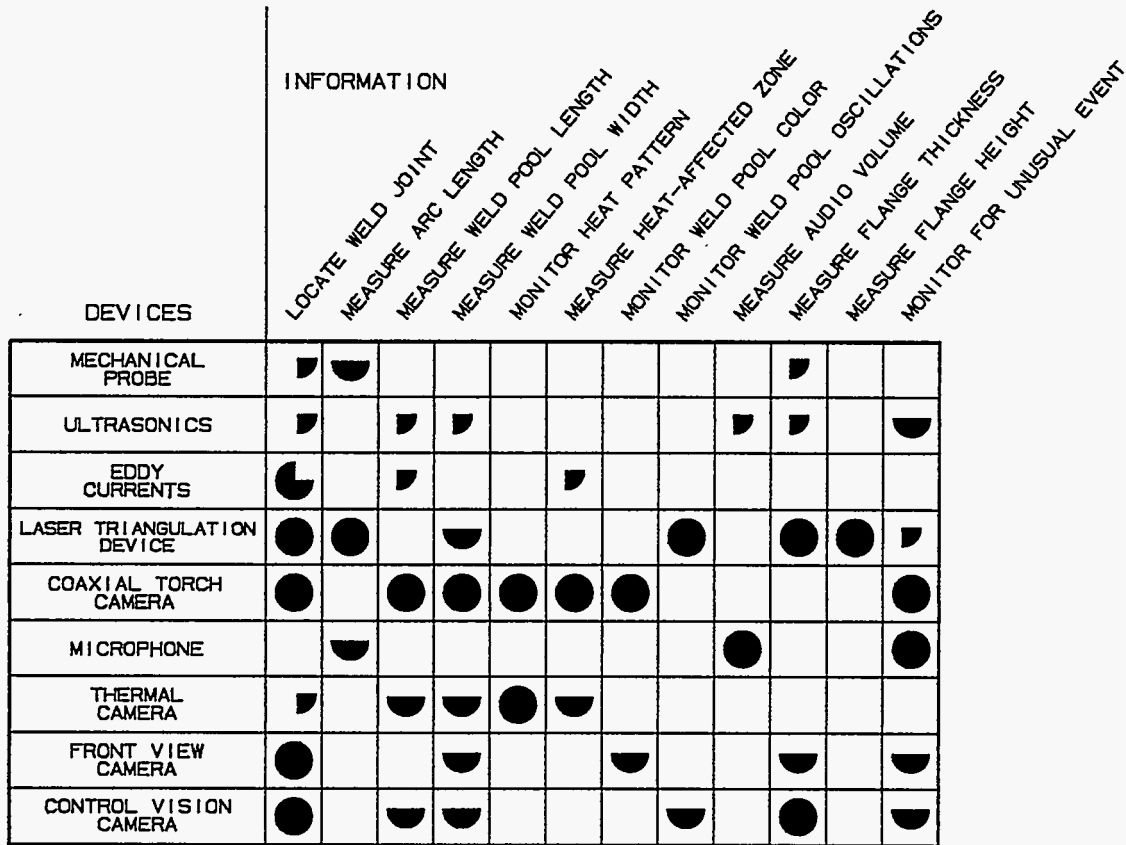 INFORMATION
DEVICES
LOCATE WELD JOINT
MEASURE ARC LENGTH
MEASURE WELD POOL LENGTH
MEASURE WELD POOL WIDTH
MONITOR HEAT PATTERN
MEASURE HEAT-AFFECTED ZONE
MONITOR WELD POOL COLOR
MONITOR WELD POOL OSCILLATIONS
MEASURE AUDIO VOLUME
MEASURE FLANGE THICKNESS
MEASURE FLANGE HEIGHT
MONITOR FOR UNUSUAL EVENT
MECHANICAL
PROBE
ULTRASONICS
EDDY
CURRENTS
LASER TRIANGULATION
DEVICE
COAXIAL TORCH
CAMERA
MICROPHONE
THERMAL
CAMERA
FRONT VIEW
CAMERA
CONTROL VISION
CAMERA